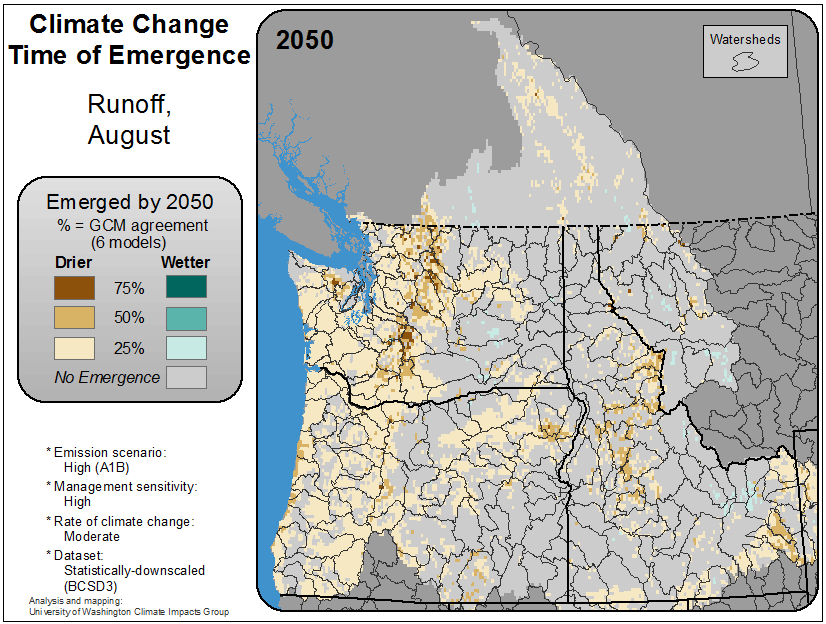 Climate Change
Time of Emergence
Runoff,
August
Emerged by 2050
% = GCM agreement
(6 models)
Drier Wetter
75%
50%
25%
No Emergence
* Emission scenario:
High (A1B)
* Management sensitivity:
High
* Rate of climate change:
Moderate
* Dataset:
Statistically-downscaled
(BCSD3)
Analysis and mapping:
University of Washington Climate Impacts Group
2050
Watersheds